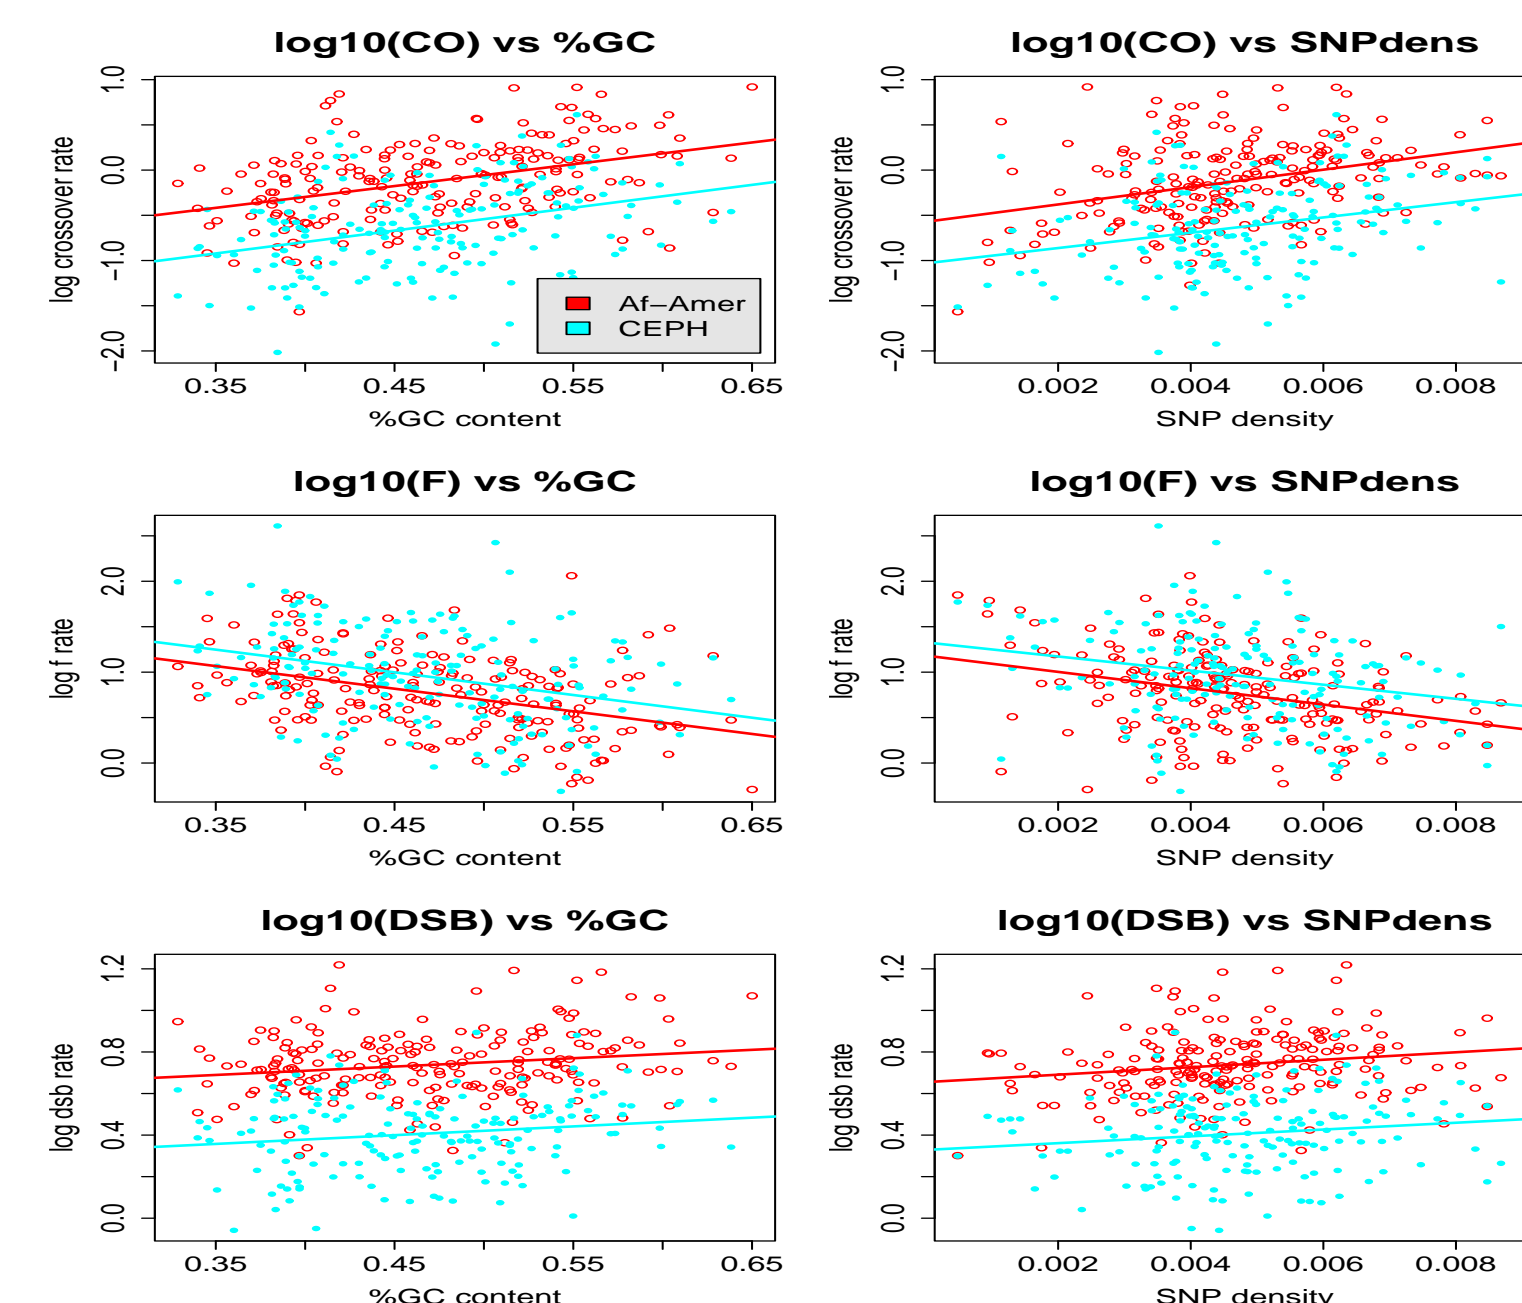 log10(CO) vs %GC
log crossover rate
1.0
0.0
−1.0
−2.0
Af−Amer
CEPH
0.35 0.45 0.55 0.65
%GC content
log10(CO) vs SNPdens
log crossover rate
1.0
0.0
−1.0
−2.0
0.002 0.004 0.006 0.008
SNP density
log10(F) vs %GC
log f rate
2.0
1.0
0.0
0.35 0.45 0.55 0.65
%GC content
log10(F) vs SNPdens
log f rate
2.0
1.0
0.0
0.002 0.004 0.006 0.008
SNP density
log10(DSB) vs %GC
log dsb rate
1.2
0.8
0.4
0.0
0.35 0.45 0.55 0.65
%GC content
log10(DSB) vs SNPdens
log dsb rate
1.2
0.8
0.4
0.0
0.002 0.004 0.006 0.008
SNP density